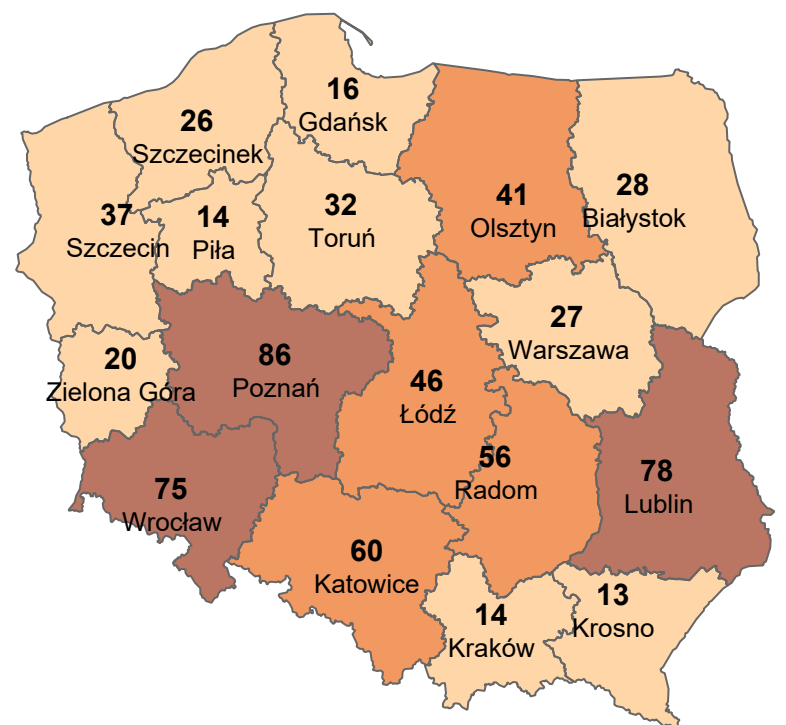 16
Gdańsk
26
Szczecinek
41
Olsztyn
28
Białystok
37
Szczecin
14
Piła
32
Toruń
27
Warszawa
20
Zielona Góra
86
Poznań
46
Łódź
56
Radom
78
Lublin
75
Wrocław
60
Katowice
14
Kraków
13
Krosno